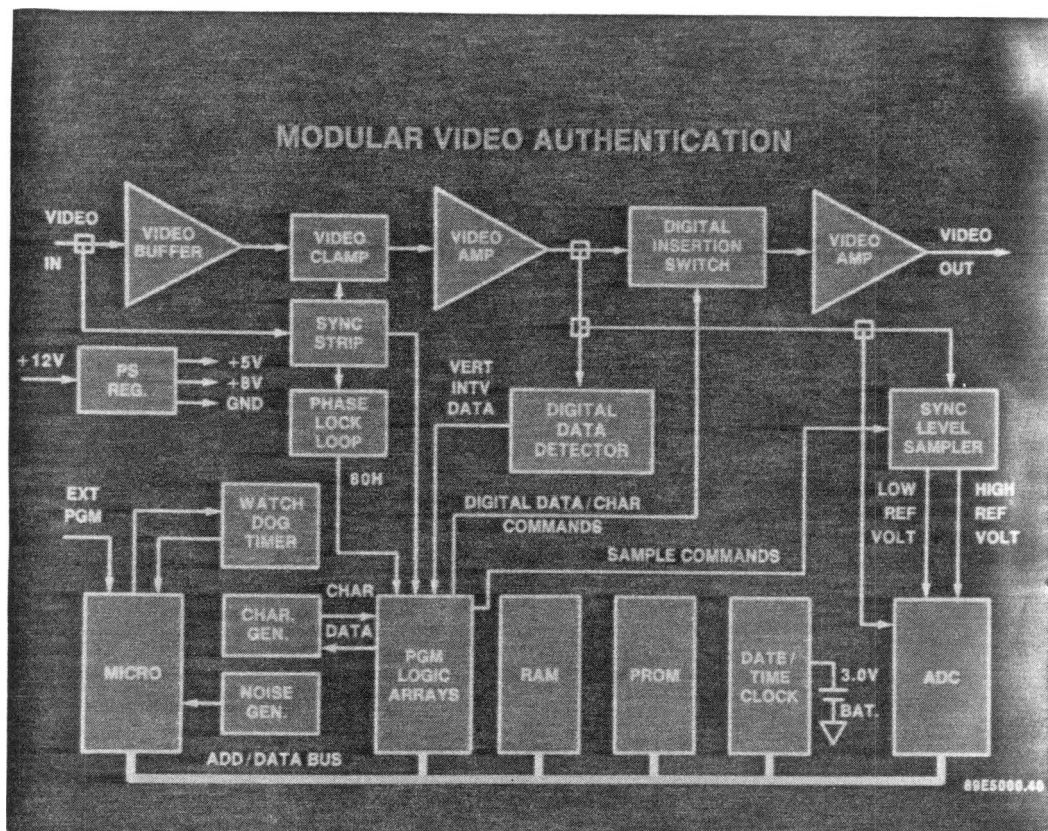 MODULAR VIDEO AUTHENTICATION
VIDEO
IN
VIDEO
BUFFER
VIDEO
CLAMP
VIDEO
AMP
DIGITAL
INSERTION
SWITCH
VIDEO
AMP
VIDEO
OUT
SYNC
STRIP
+12V
PS
REG.
+5V
+8V
GND
PHASE
LOCK
LOOP
VERT
INTV
DATA
DIGITAL
DATA
DETECTOR
SYNC
LEVEL
SAMPLER
80H
EXT
PGM
WATCH
DOG
TIMER
DIGITAL DATA/CHAR
COMMANDS
SAMPLE COMMANDS
LOW
REF
VOLT
HIGH
REF
VOLT
MICRO
CHAR.
GEN.
CHAR
DATA
NOISE
GEN.
PGM
LOGIC
ARRAYS
RAM
PROM
DATE/
TIME
CLOCK
3.0V
BAT.
ADC
ADD/DATA BUS
89E5000.40